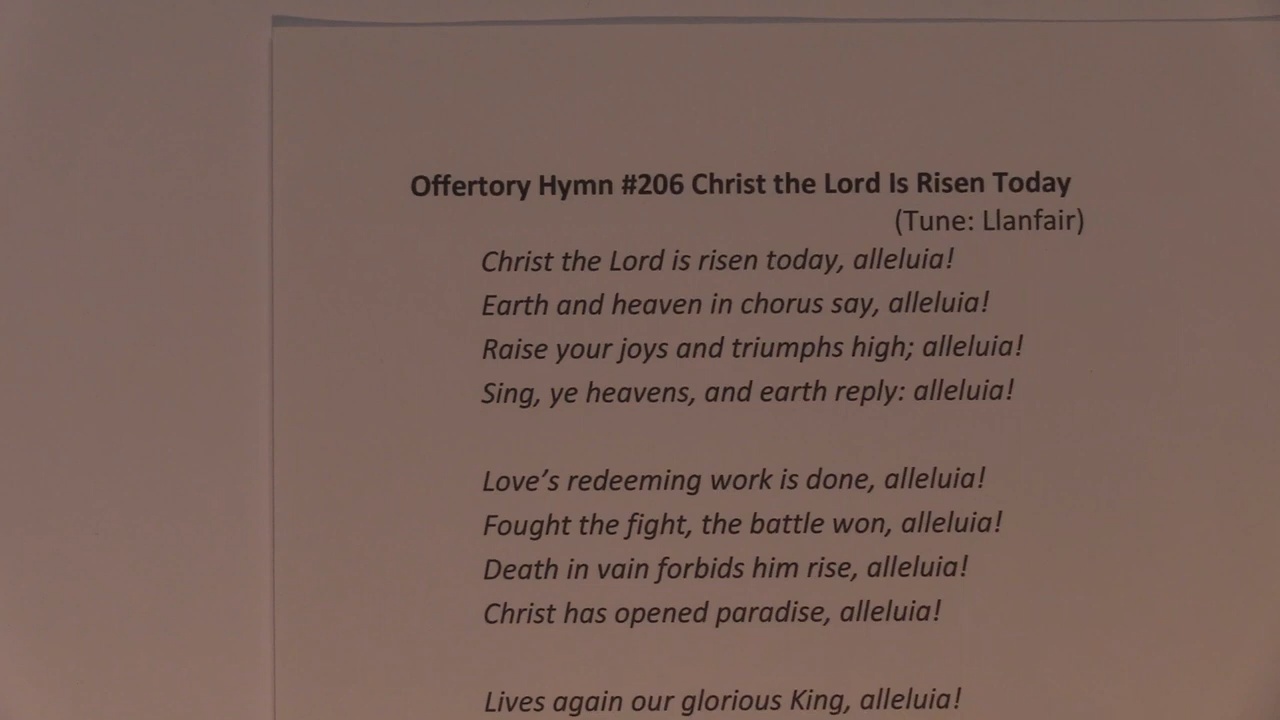 Offertory Hymn #206 Christ the Lord Is Risen Today
(Tune: Llanfair)
Christ the Lord is risen today, alleluia!
Earth and heaven in chorus say, alleluia!
Raise your joys and triumphs high; alleluia!
Sing, ye heavens, and earth reply: alleluia!
Love’s redeeming work is done, alleluia!
Fought the fight, the battle won, alleluia!
Death in vain forbids him rise, alleluia!
Christ has opened paradise, alleluia!
Lives again our glorious King, alleluia!